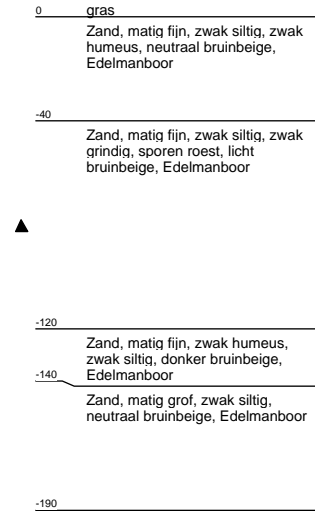 0 gras
Zand, matig fijn, zwak siltig, zwak
humeus, neutraal bruinbeige,
Edelmanboor
-40
Zand, matig fijn, zwak siltig, zwak
grindig, sporen roest, licht
bruinbeige, Edelmanboor
-120
Zand, matig fijn, zwak humeus,
zwak siltig, donker bruinbeige,
Edelmanboor
-140
Zand, matig grof, zwak siltig,
neutraal bruinbeige, Edelmanboor
-190